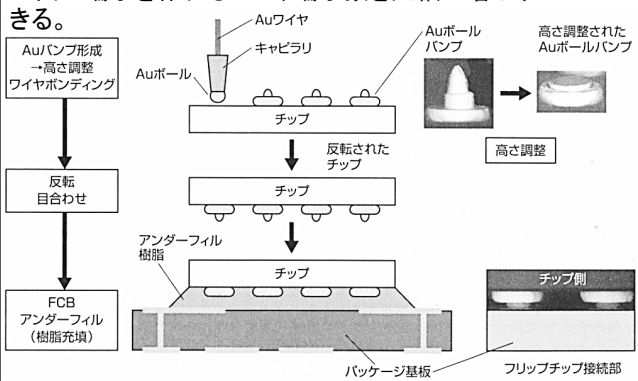 きる。
Auバンプ形成
→高さ調整
ワイヤボンディング
Auワイヤ
キャピラリ
Auボール
チップ
Auボール
バンプ
高さ調整された
Auボールバンプ
高さ調整
反転された
チップ
反転
目合わせ
チップ
アンダーフィル
樹脂
チップ
FCB
アンダーフィル
(樹脂充填)
パッケージ基板
チップ側
フリップチップ接続部